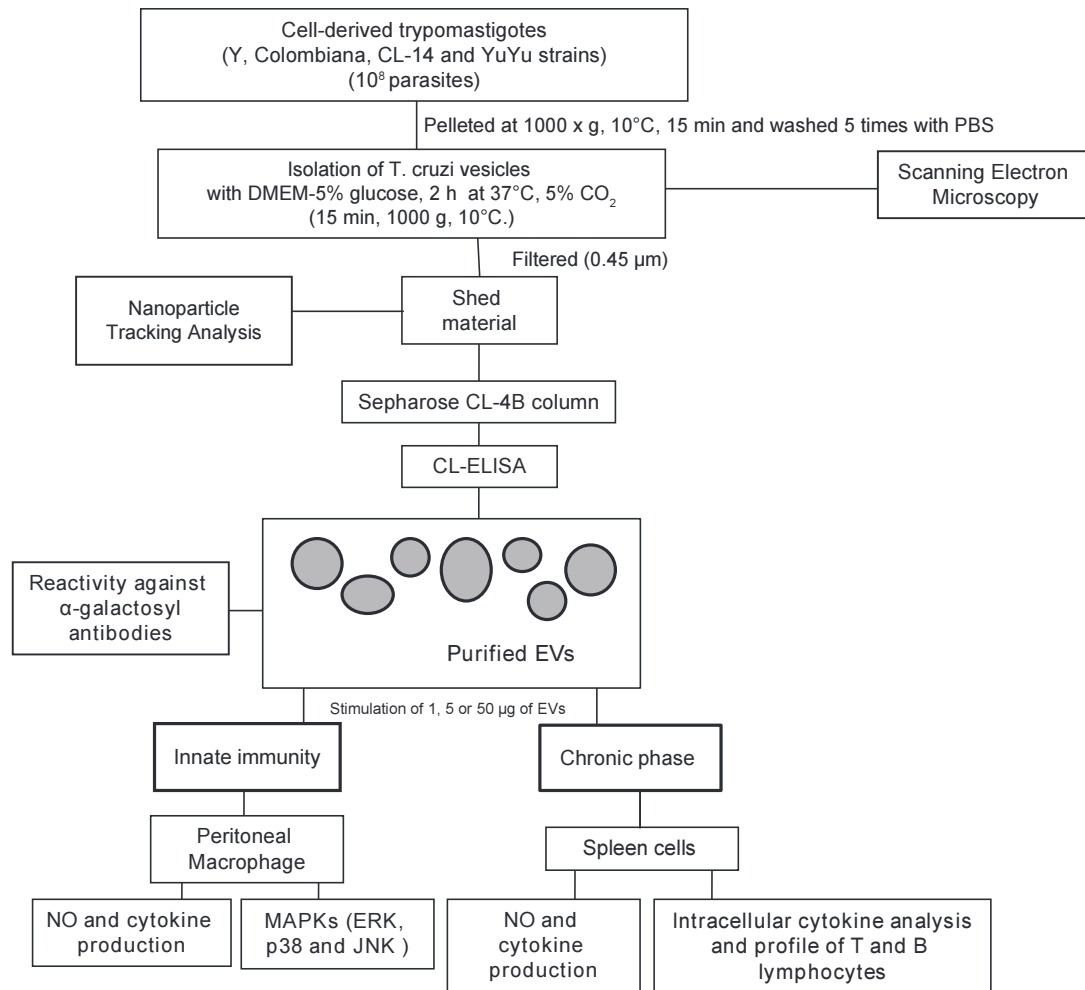 Cell-derived trypomastigotes
(Y, Colombiana, CL-14 and YuYu strains)
(10⁸ parasites)
Pelleted at 1000 x g, 10°C, 15 min and washed 5 times with PBS
Isolation of T. cruzi vesicles
with DMEM-5% glucose, 2 h at 37°C, 5% CO₂
(15 min, 1000 g, 10°C.)
Scanning Electron
Microscopy
Filtered (0.45 µm)
Nanoparticle
Tracking Analysis
Shed
material
Sepharose CL-4B column
CL-ELISA
Reactivity against
α-galactosyl
antibodies
Purified EVs
Stimulation of 1, 5 or 50 µg of EVs
Innate immunity
Chronic phase
Peritoneal
Macrophage
Spleen cells
NO and cytokine
production
MAPKs (ERK,
p38 and JNK )
NO and
cytokine
production
Intracellular cytokine analysis
and profile of T and B
lymphocytes